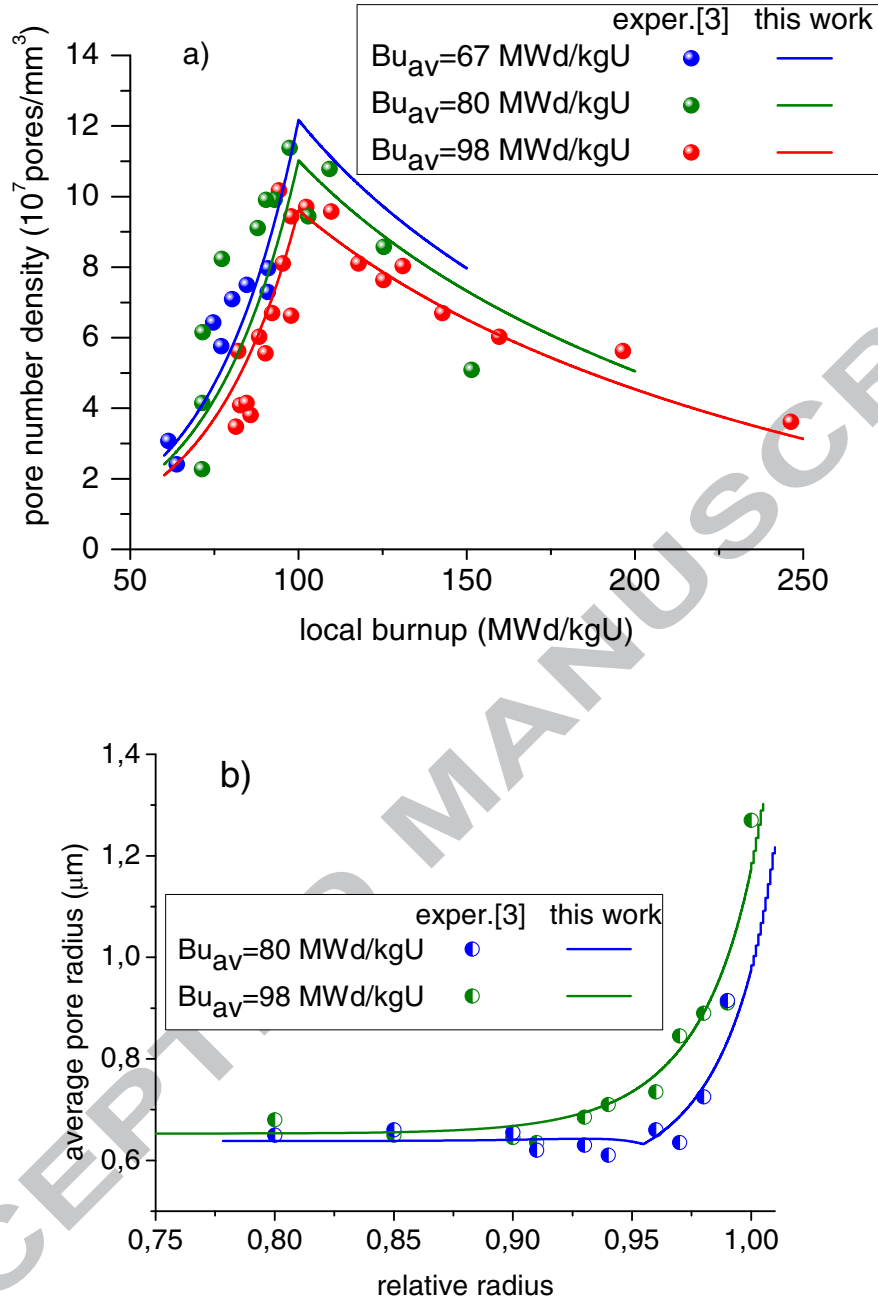 exper.[3] this work
Bu_av=67 MWd/kgU
Bu_av=80 MWd/kgU
Bu_av=98 MWd/kgU
a)
14
12
10
8
6
4
2
0
pore number density (10^7pores/mm^3)
50 100 150 200 250
local burnup (MWd/kgU)
b)
1,4
1,2
1,0
0,8
0,6
average pore radius (μm)
exper.[3] this work
Bu_av=80 MWd/kgU
Bu_av=98 MWd/kgU
0,75 0,80 0,85 0,90 0,95 1,00
relative radius
CEPTED MANUSCR